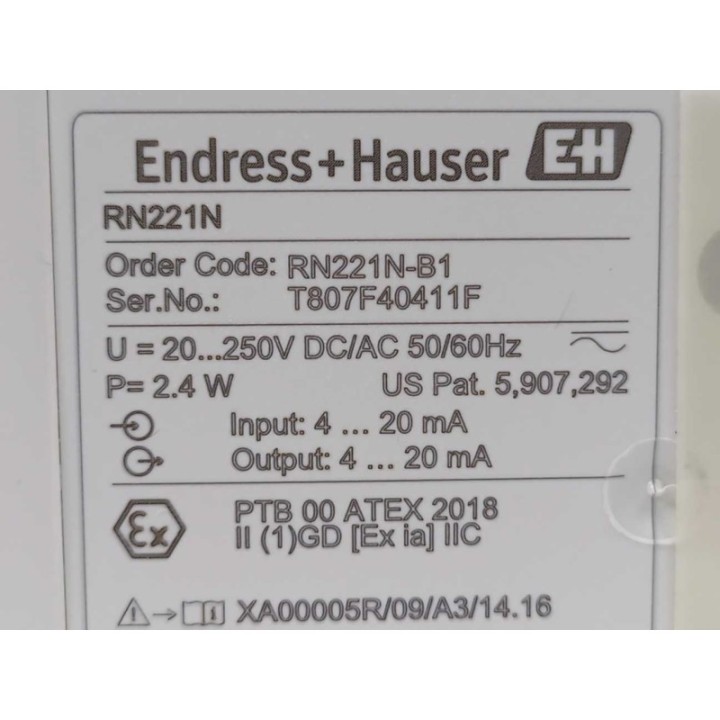 Endress+Hauser EH
RN221N
Order Code: RN221N-B1
Ser.No.: T807F40411F
U = 20...250V DC/AC 50/60Hz
P= 2.4 W US Pat. 5,907,292
Input: 4 ... 20 mA
Output: 4 ... 20 mA
Ex PTB 00 ATEX 2018
II (1)GD [Ex ia] IIC
XA00005R/09/A3/14.16